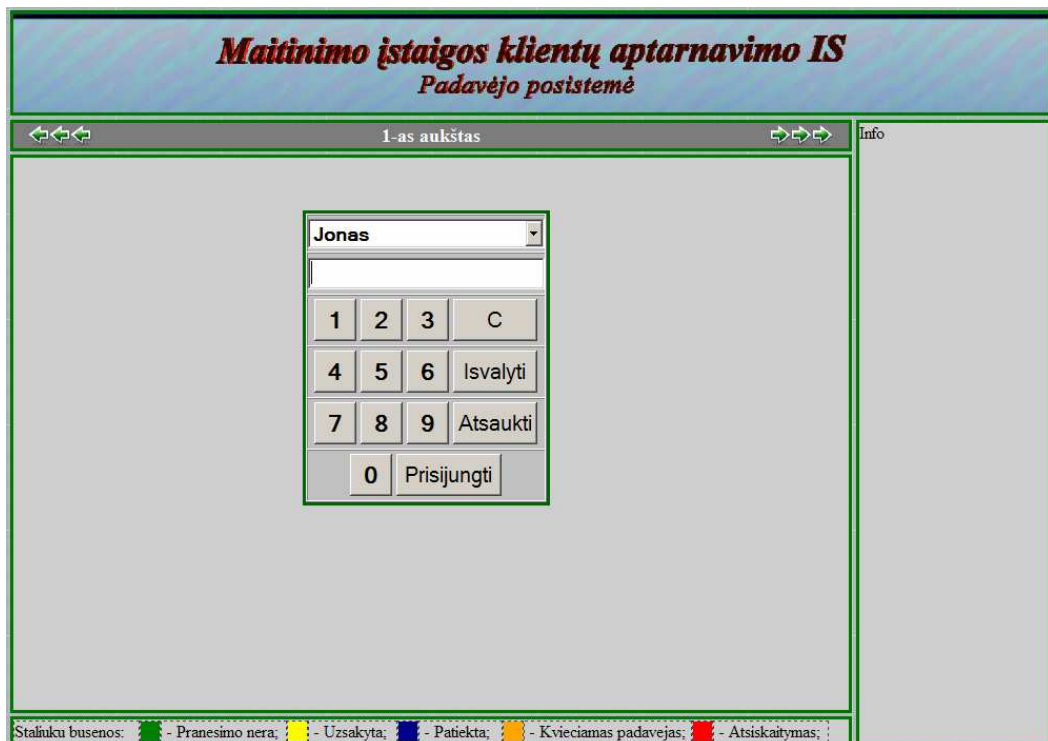 Maitinimo įstaigos klientų aptarnavimo IS
Padavėjo posistemė
1-as aukštas
Info
Jonas
1 2 3 C
4 5 6 Isvalyti
7 8 9 Atsaukti
0 Prisijungti
Staliuku busenos: - Pranesimo nera; - Uzsakyta; - Patiekta; - Kvieciamas padavejas; - Atsiskaitymas;